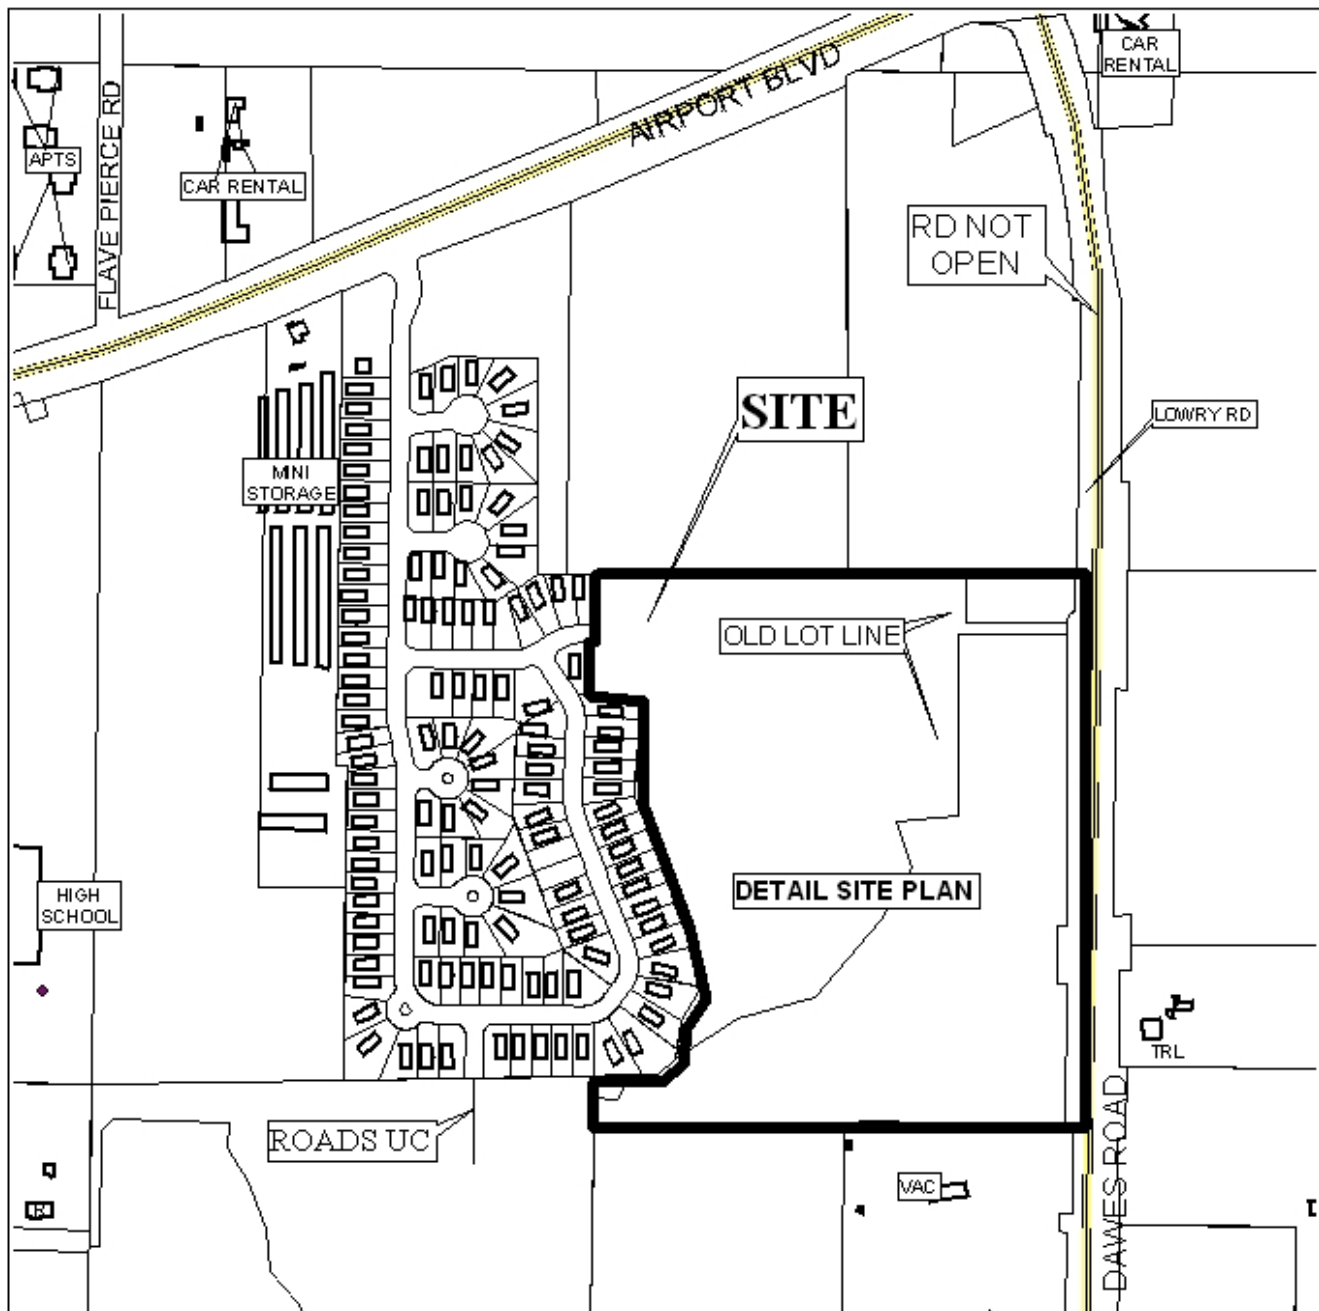 CAR
RENTAL
AIRPORT BLVD
FLAVE PIERCE RD
APTS
CAR RENTAL
RD NOT
OPEN
SITE
LOWRY RD
MINI
STORAGE
OLD LOT LINE
DETAIL SITE PLAN
HIGH
SCHOOL
TRL
ROADS UC
DAWES ROAD
VAC
R